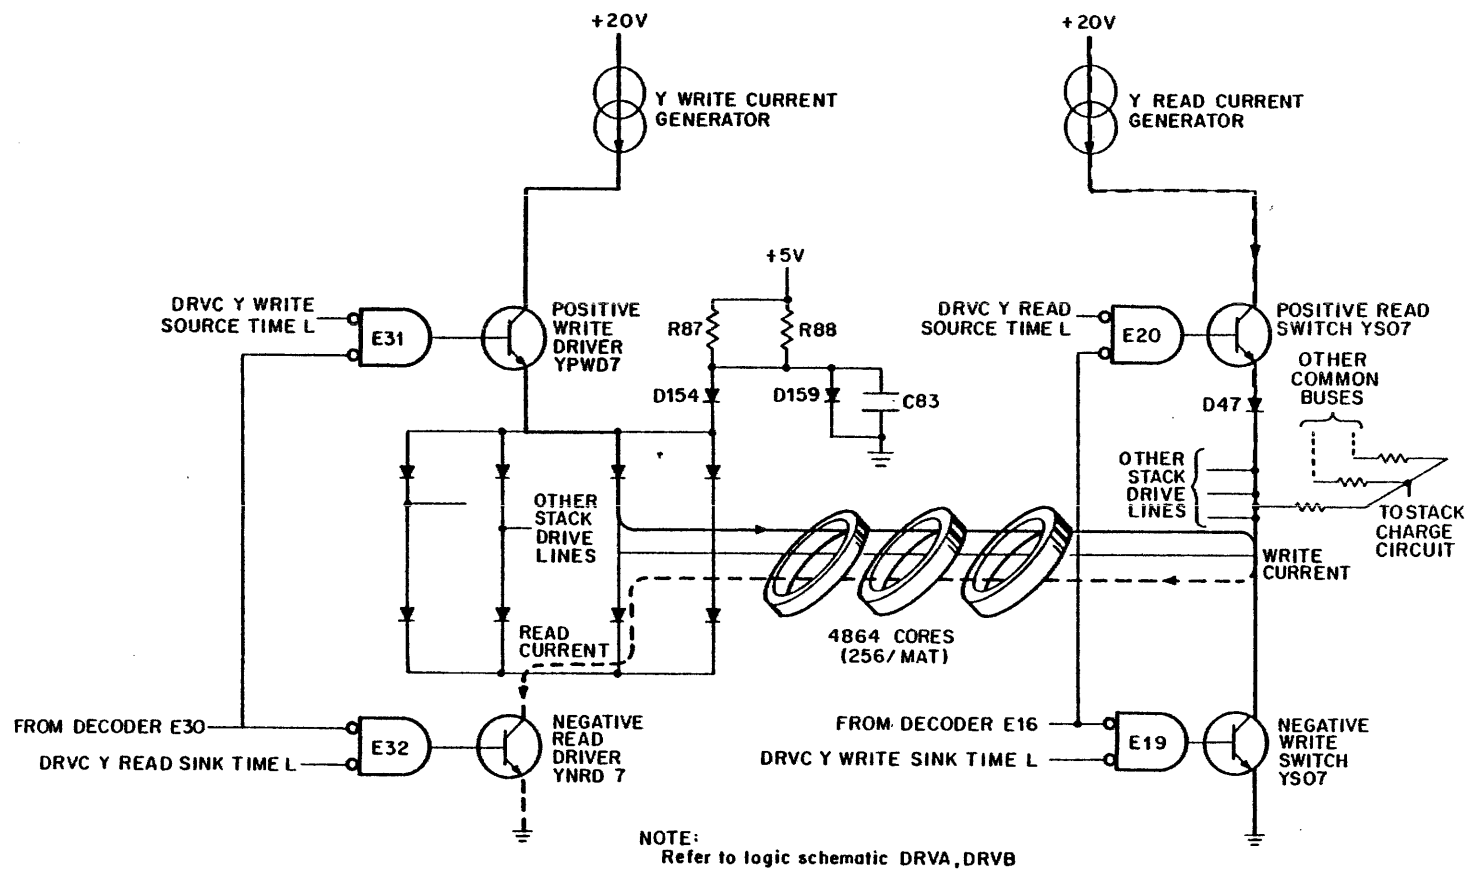 +20V
+20V
Y WRITE CURRENT
GENERATOR
Y READ CURRENT
GENERATOR
+5V
DRVC Y WRITE
SOURCE TIME L
E31
POSITIVE
WRITE
DRIVER
YPWD7
R87
R88
DRVC Y READ
SOURCE TIME L
E20
POSITIVE READ
SWITCH YS07
OTHER
COMMON
BUSES
D154
D159
C83
D47
OTHER
STACK
DRIVE
LINES
OTHER
STACK
DRIVE
LINES
TO STACK
CHARGE
CIRCUIT
WRITE
CURRENT
READ
CURRENT
4864 CORES
(256/MAT)
FROM DECODER E30
DRVC Y READ SINK TIME L
E32
NEGATIVE
READ
DRIVER
YNRD 7
FROM DECODER E16
DRVC Y WRITE SINK TIME L
E19
NEGATIVE
WRITE
SWITCH
YS07
NOTE:
Refer to logic schematic DRVA, DRVB